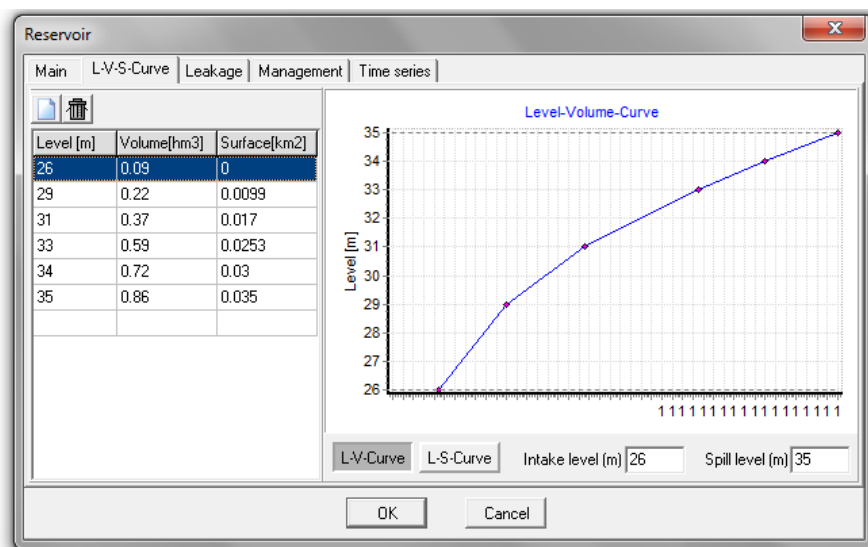 Reservoir
Main L-V-S-Curve Leakage Management Time series
Level [m] Volume[hm3] Surface[km2]
26 0.09 0
29 0.22 0.0099
31 0.37 0.017
33 0.59 0.0253
34 0.72 0.03
35 0.86 0.035
Level-Volume-Curve
Level [m]
35
34
33
32
31
30
29
28
27
26
1 1 1 1 1 1 1 1 1 1 1 1 1 1 1 1 1 1
L-V-Curve L-S-Curve Intake level (m) 26 Spill level (m) 35
OK Cancel